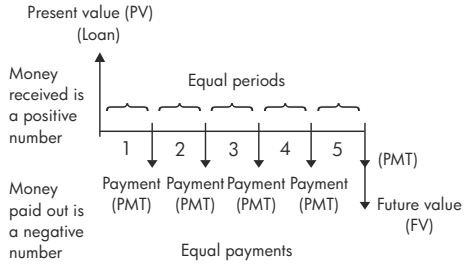 Present value (PV)
(Loan)
Money
received is
a positive
number
Equal periods
1 2 3 4 5
(PMT)
Money
paid out is
a negative
number
Payment Payment Payment Payment
(PMT) (PMT) (PMT) (PMT)
Future value
(FV)
Equal payments